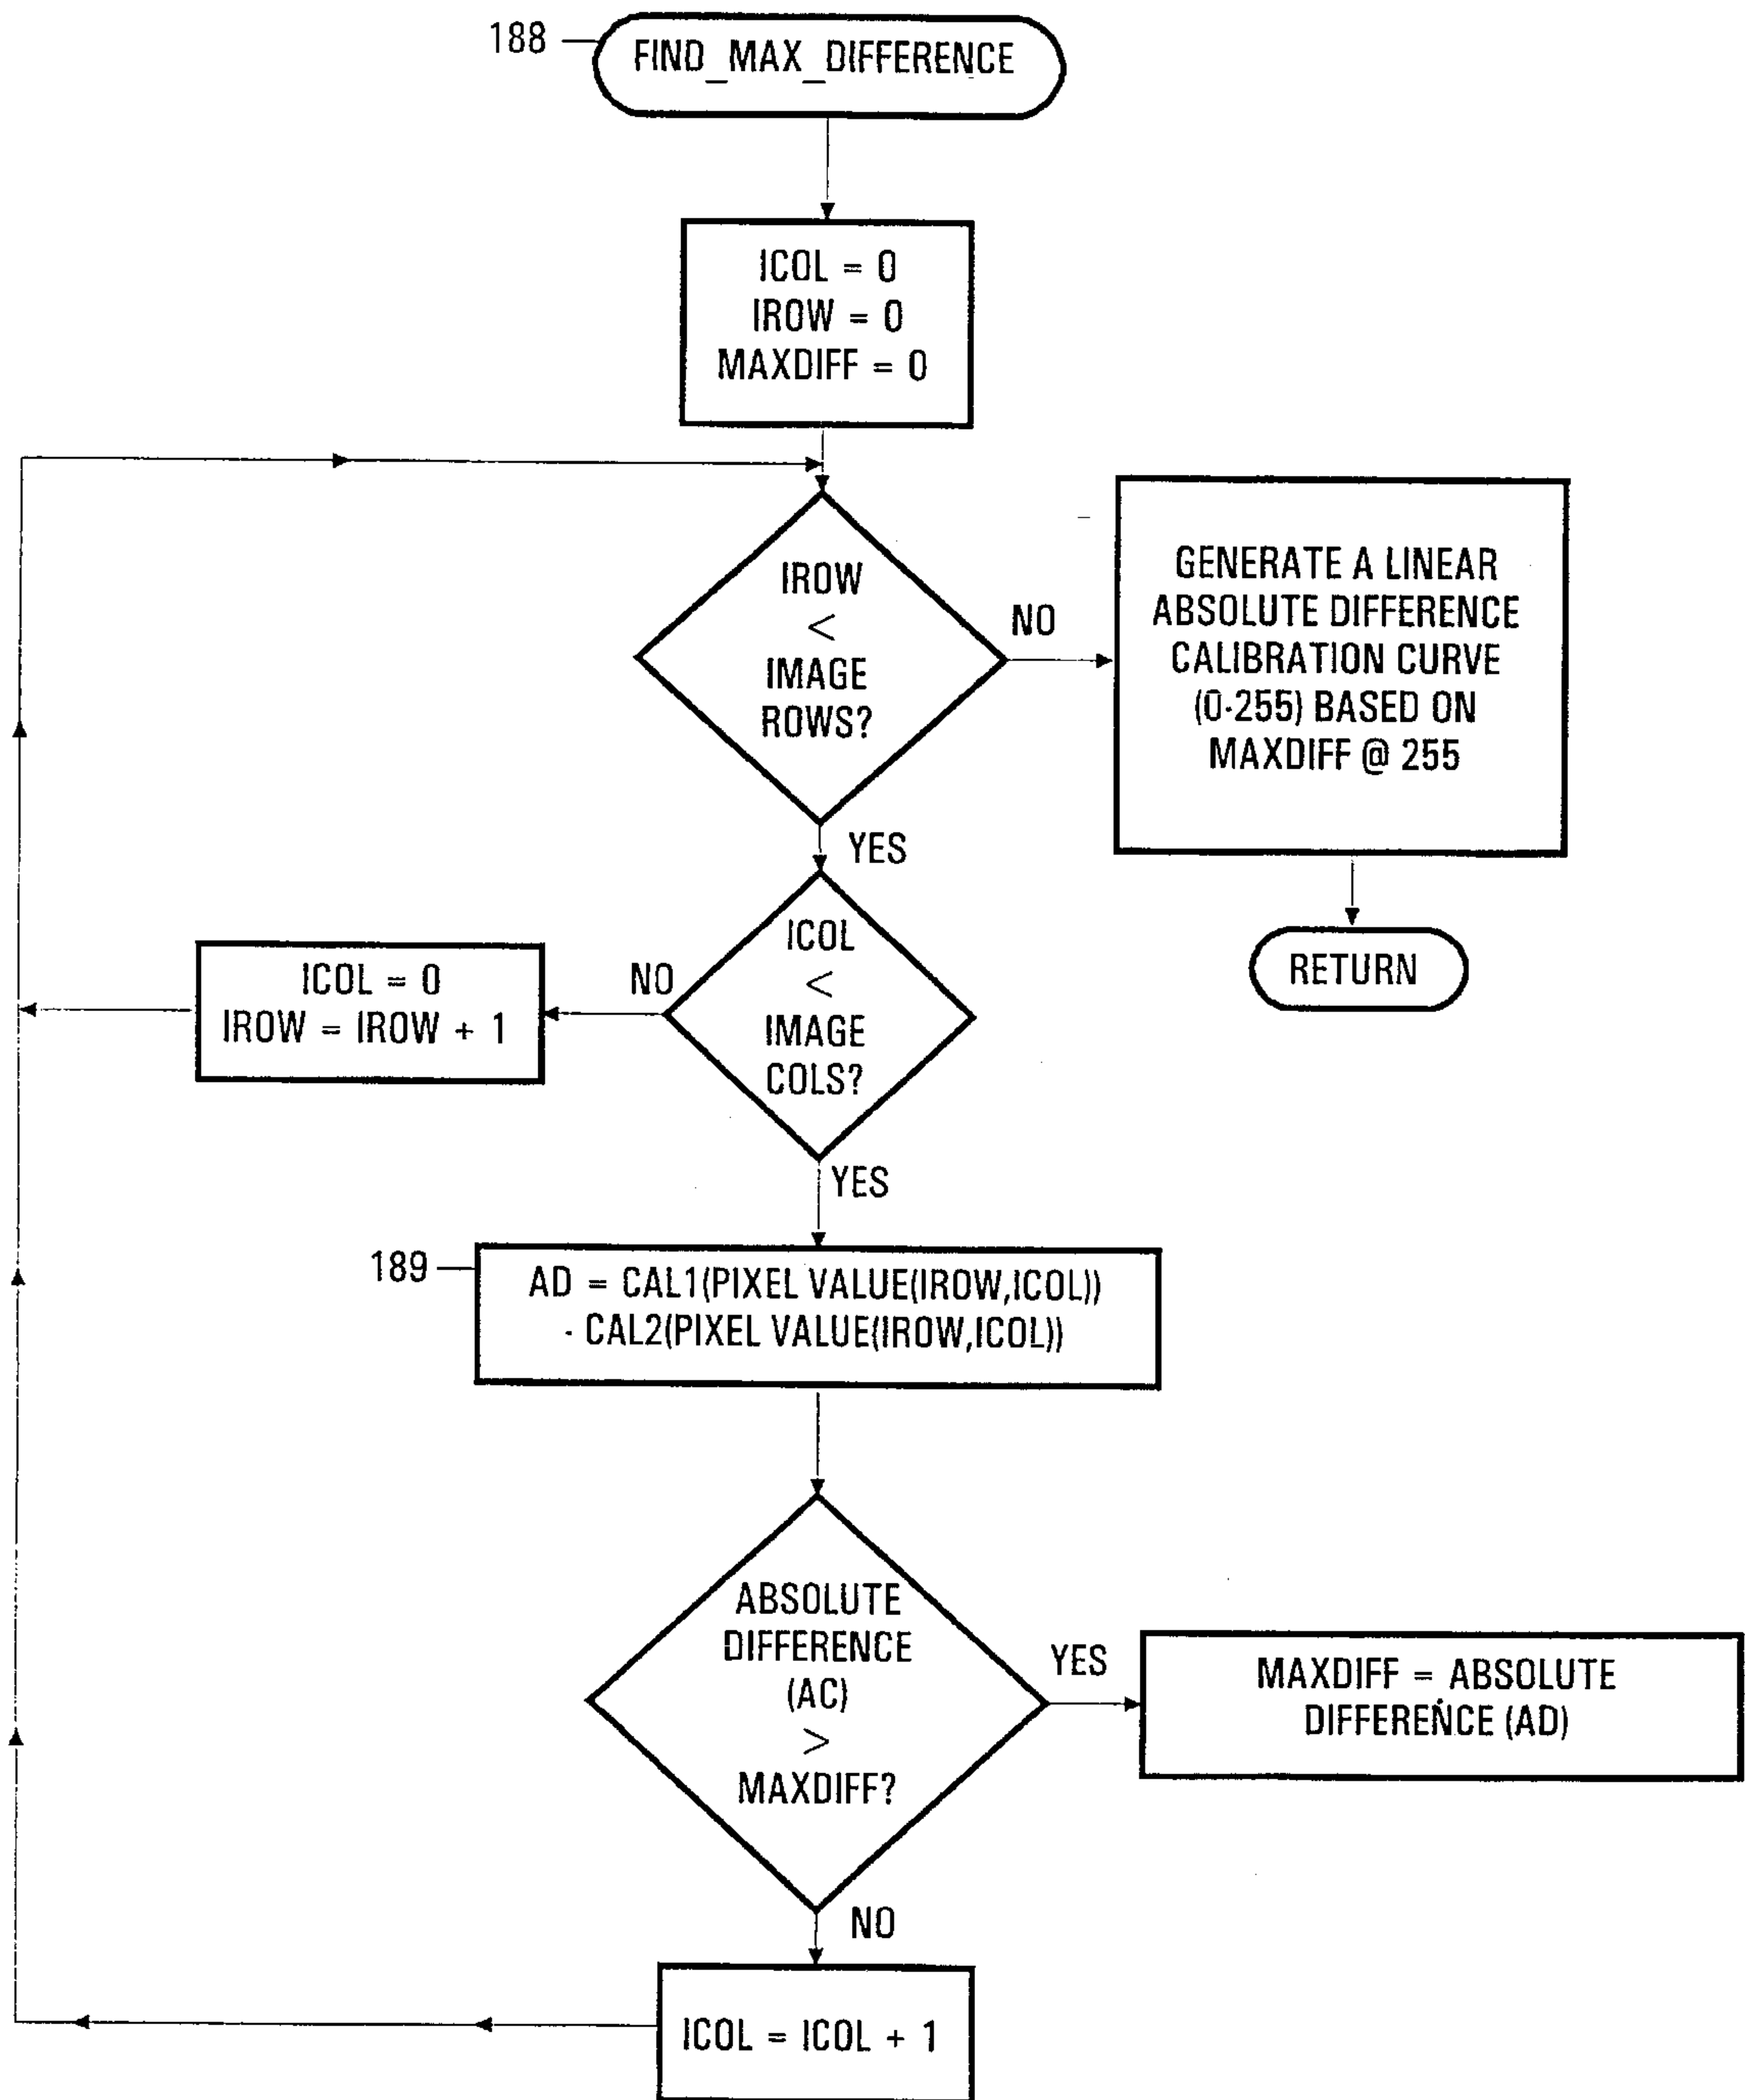 188
FIND_MAX_DIFFERENCE
ICOL = 0
IROW = 0
MAXDIFF = 0
IROW
<
IMAGE
ROWS?
NO
GENERATE A LINEAR
ABSOLUTE DIFFERENCE
CALIBRATION CURVE
(0-255) BASED ON
MAXDIFF @ 255
RETURN
YES
ICOL
<
IMAGE
COLS?
NO
ICOL = 0
IROW = IROW + 1
YES
189
AD = CAL1(PIXEL VALUE(IROW,ICOL))
- CAL2(PIXEL VALUE(IROW,ICOL))
ABSOLUTE
DIFFERENCE
(AC)
>
MAXDIFF?
YES
MAXDIFF = ABSOLUTE
DIFFERENCE (AD)
NO
ICOL = ICOL + 1